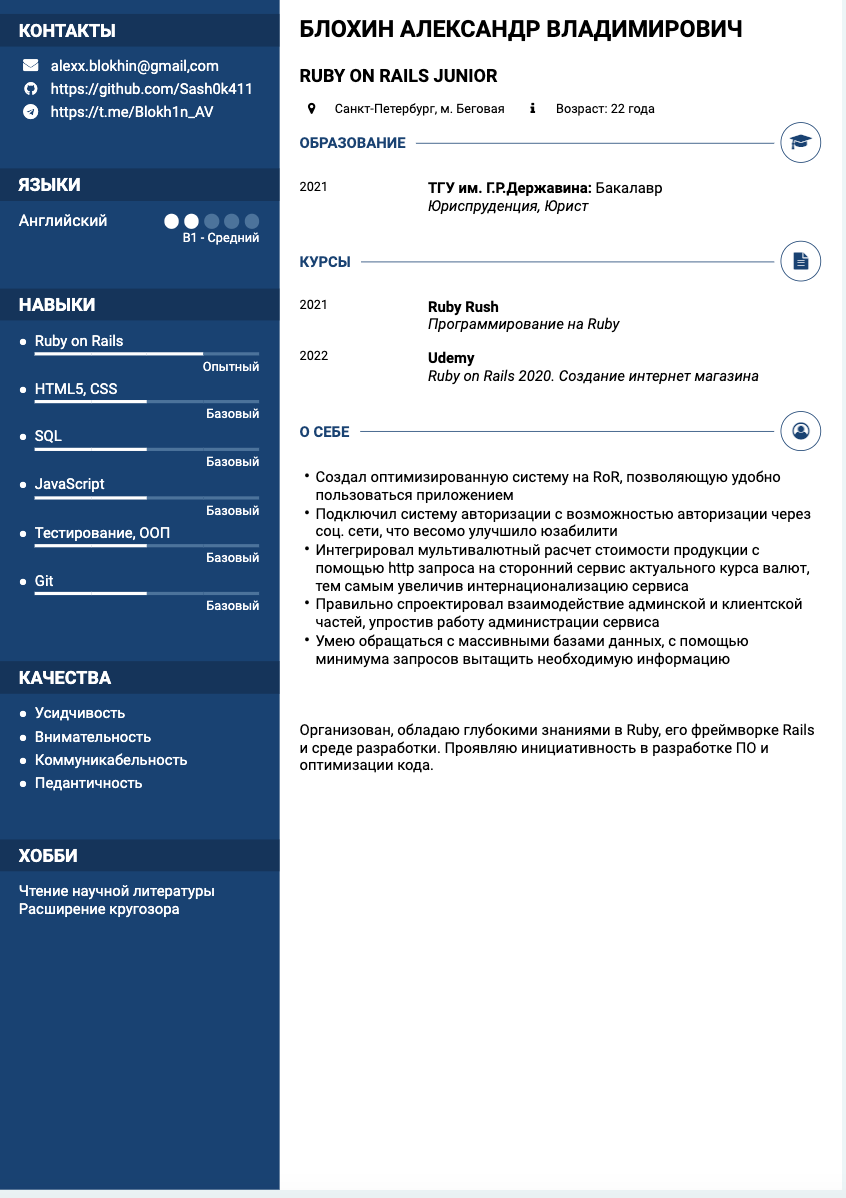 КОНТАКТЫ
alexx.blokhin@gmail,com
https://github.com/Sash0k411
https://t.me/Blokh1n_AV
ЯЗЫКИ
Английский
B1 - Средний
НАВЫКИ
Ruby on Rails
Опытный
HTML5, CSS
Базовый
SQL
Базовый
JavaScript
Базовый
Тестирование, ООП
Базовый
Git
Базовый
КАЧЕСТВА
Усидчивость
Внимательность
Коммуникабельность
Педантичность
ХОББИ
Чтение научной литературы
Расширение кругозора
БЛОХИН АЛЕКСАНДР ВЛАДИМИРОВИЧ
RUBY ON RAILS JUNIOR
Санкт-Петербург, м. Беговая Возраст: 22 года
ОБРАЗОВАНИЕ
2021 ТГУ им. Г.Р.Державина: Бакалавр
Юриспруденция, Юрист
КУРСЫ
2021 Ruby Rush
Программирование на Ruby
2022 Udemy
Ruby on Rails 2020. Создание интернет магазина
О СЕБЕ
• Создал оптимизированную систему на RoR, позволяющую удобно
пользоваться приложением
• Подключил систему авторизации с возможностью авторизации через
соц. сети, что весомо улучшило юзабилити
• Интегрировал мультивалютный расчет стоимости продукции с
помощью http запроса на сторонний сервис актуального курса валют,
тем самым увеличив интернационализацию сервиса
• Правильно спроектировал взаимодействие админской и клиентской
частей, упростив работу администрации сервиса
• Умею обращаться с массивными базами данных, с помощью
минимума запросов вытащить необходимую информацию
Организован, обладаю глубокими знаниями в Ruby, его фреймворке Rails
и среде разработки. Проявляю инициативность в разработке ПО и
оптимизации кода.